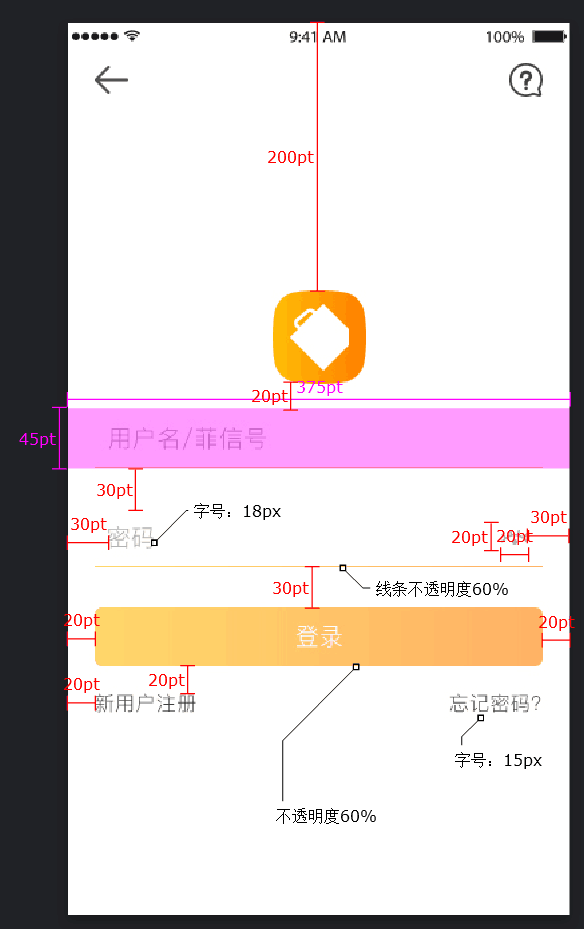 9:41 AM
100%
?
200pt
375pt
20pt
45pt
用户名/菲信号
30pt
字号：18px
30pt
30pt
密码
20pt
20pt
30pt
线条不透明度60%
20pt
20pt
登录
20pt
20pt
新用户注册
忘记密码?
字号：15px
不透明度60%